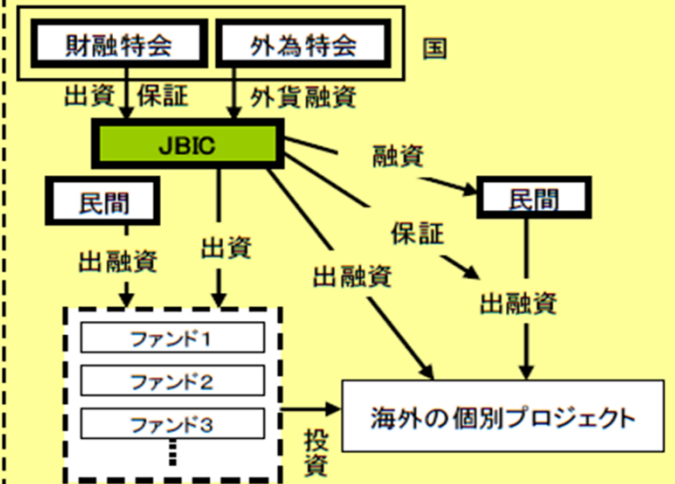 財融特会
外為特会
国
出資
保証
外貨融資
JBIC
融資
民間
民間
保証
出融資
出資
出融資
出融資
ファンド1
ファンド2
ファンド3
海外の個別プロジェクト
投資